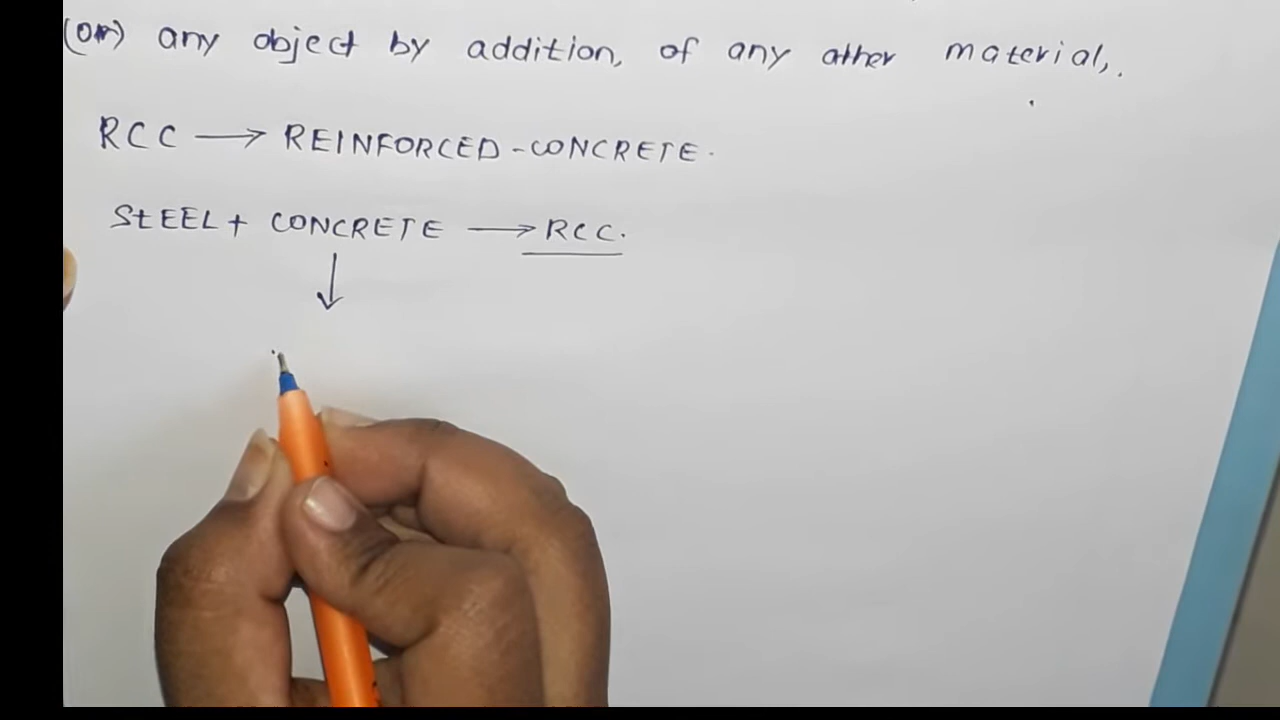 (or) any object by addition, of any other material,.
RCC → REINFORCED-CONCRETE.
STEEL + CONCRETE → RCC.
↓